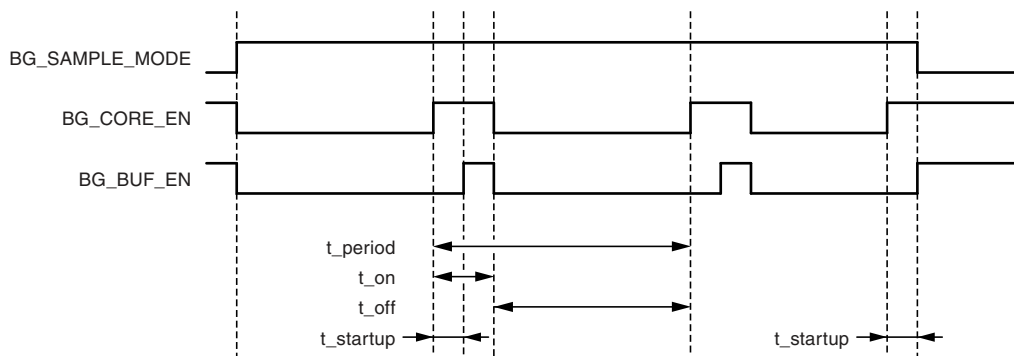 BG_SAMPLE_MODE
BG_CORE_EN
BG_BUF_EN
t_period
t_on
t_off
t_startup
t_startup